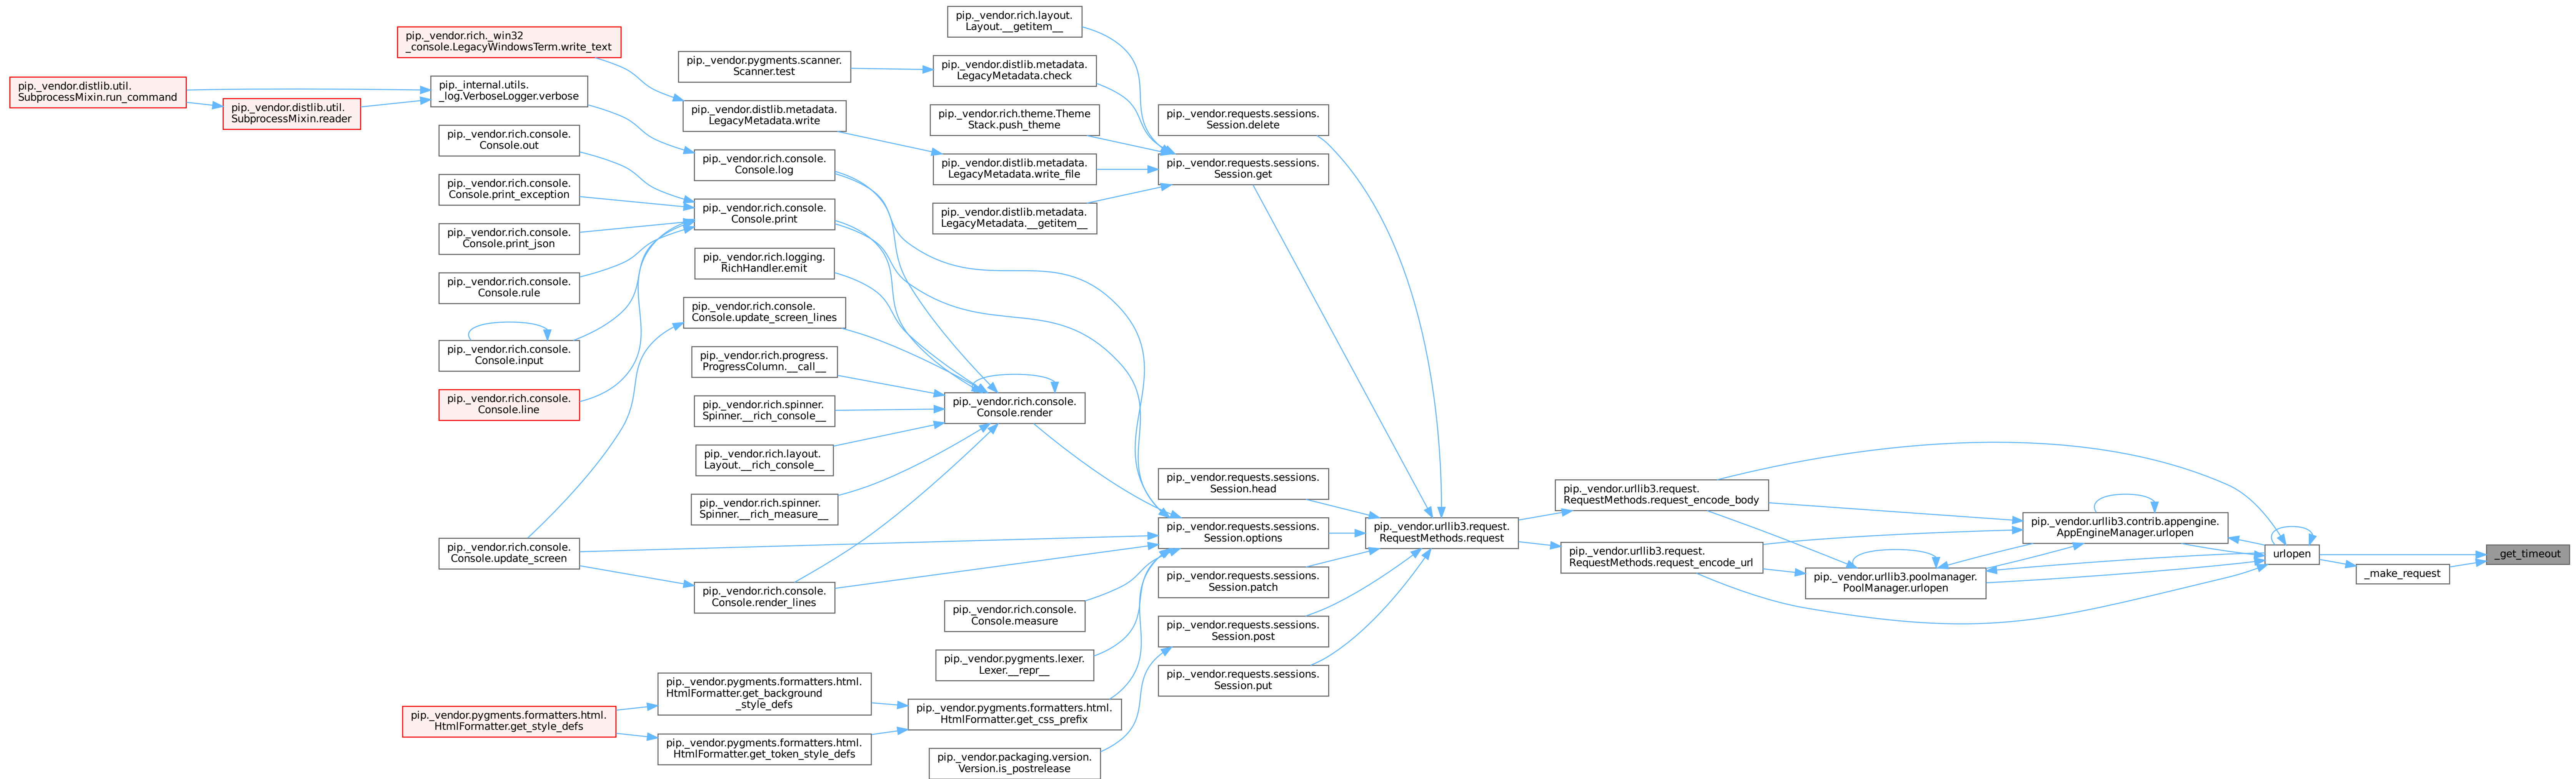 pip._vendor.rich.layout.
Layout.__getitem__
pip._vendor.rich._win32
_console.LegacyWindowsTerm.write_text
pip._vendor.pygments.scanner.
Scanner.test
pip._vendor.distlib.metadata.
LegacyMetadata.check
pip._vendor.distlib.util.
SubprocessMixin.run_command
pip._internal.utils.
_log.VerboseLogger.verbose
pip._vendor.distlib.util.
SubprocessMixin.reader
pip._vendor.distlib.metadata.
LegacyMetadata.write
pip._vendor.rich.theme.Theme
Stack.push_theme
pip._vendor.requests.sessions.
Session.delete
pip._vendor.rich.console.
Console.out
pip._vendor.rich.console.
Console.log
pip._vendor.distlib.metadata.
LegacyMetadata.write_file
pip._vendor.requests.sessions.
Session.get
pip._vendor.rich.console.
Console.print_exception
pip._vendor.rich.console.
Console.print
pip._vendor.distlib.metadata.
LegacyMetadata.__getitem__
pip._vendor.rich.console.
Console.print_json
pip._vendor.rich.logging.
RichHandler.emit
pip._vendor.rich.console.
Console.rule
pip._vendor.rich.console.
Console.update_screen_lines
pip._vendor.rich.console.
Console.input
pip._vendor.rich.progress.
ProgressColumn.__call__
pip._vendor.rich.console.
Console.line
pip._vendor.rich.spinner.
Spinner.__rich_console__
pip._vendor.rich.console.
Console.render
pip._vendor.rich.layout.
Layout.__rich_console__
pip._vendor.rich.spinner.
Spinner.__rich_measure__
pip._vendor.requests.sessions.
Session.head
pip._vendor.urllib3.request.
RequestMethods.request_encode_body
pip._vendor.rich.console.
Console.update_screen
pip._vendor.requests.sessions.
Session.options
pip._vendor.urllib3.request.
RequestMethods.request
pip._vendor.urllib3.contrib.appengine.
AppEngineManager.urlopen
pip._vendor.urllib3.request.
RequestMethods.request_encode_url
urlopen
_get_timeout
pip._vendor.rich.console.
Console.render_lines
pip._vendor.requests.sessions.
Session.patch
pip._vendor.urllib3.poolmanager.
PoolManager.urlopen
_make_request
pip._vendor.rich.console.
Console.measure
pip._vendor.requests.sessions.
Session.post
pip._vendor.pygments.lexer.
Lexer.__repr__
pip._vendor.requests.sessions.
Session.put
pip._vendor.pygments.formatters.html.
HtmlFormatter.get_background
_style_defs
pip._vendor.pygments.formatters.html.
HtmlFormatter.get_style_defs
pip._vendor.pygments.formatters.html.
HtmlFormatter.get_css_prefix
pip._vendor.pygments.formatters.html.
HtmlFormatter.get_token_style_defs
pip._vendor.packaging.version.
Version.is_postrelease